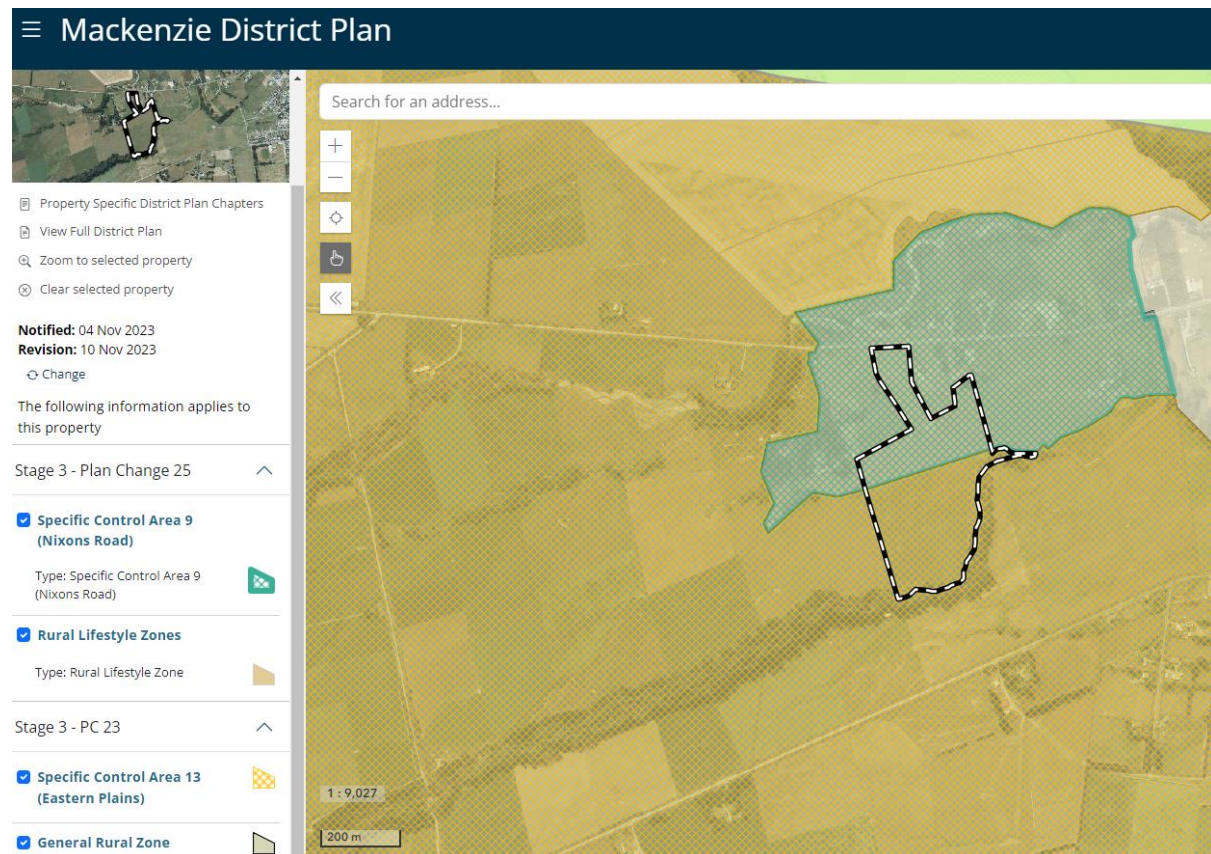 Mackenzie District Plan
Search for an address...
Property Specific District Plan Chapters
View Full District Plan
Zoom to selected property
Clear selected property
Notified: 04 Nov 2023
Revision: 10 Nov 2023
Change
The following information applies to
this property
Stage 3 - Plan Change 25
Specific Control Area 9
(Nixons Road)
Type: Specific Control Area 9
(Nixons Road)
Rural Lifestyle Zones
Type: Rural Lifestyle Zone
Stage 3 - PC 23
Specific Control Area 13
(Eastern Plains)
General Rural Zone
1 : 9,027
200 m